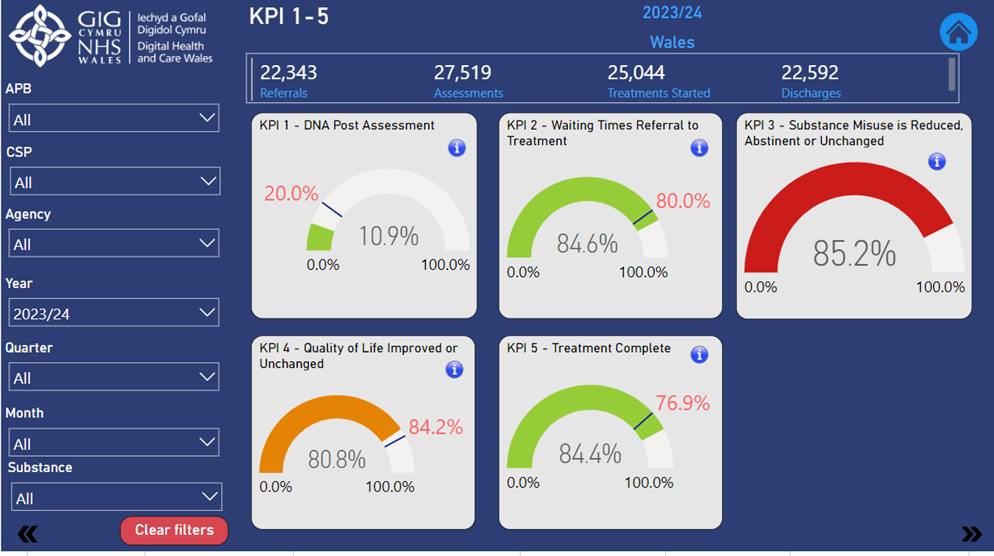 GIG
CYMRU
NHS
WALES
Iechyd a Gofal
Digidol Cymru
Digital Health
and Care Wales
KPI 1-5
2023/24
Wales
22,343
Referrals
27,519
Assessments
25,044
Treatments Started
22,592
Discharges
APB
All
CSP
All
Agency
All
Year
2023/24
Quarter
All
Month
All
Substance
All
Clear filters
KPI 1 - DNA Post Assessment
i
20.0%
10.9%
0.0%
100.0%
KPI 2 - Waiting Times Referral to
Treatment
i
80.0%
84.6%
0.0%
100.0%
KPI 3 - Substance Misuse is Reduced,
Abstinent or Unchanged
i
85.2%
0.0%
100.0%
KPI 4 - Quality of Life Improved or
Unchanged
i
84.2%
80.8%
0.0%
100.0%
KPI 5 - Treatment Complete
i
76.9%
84.4%
0.0%
100.0%